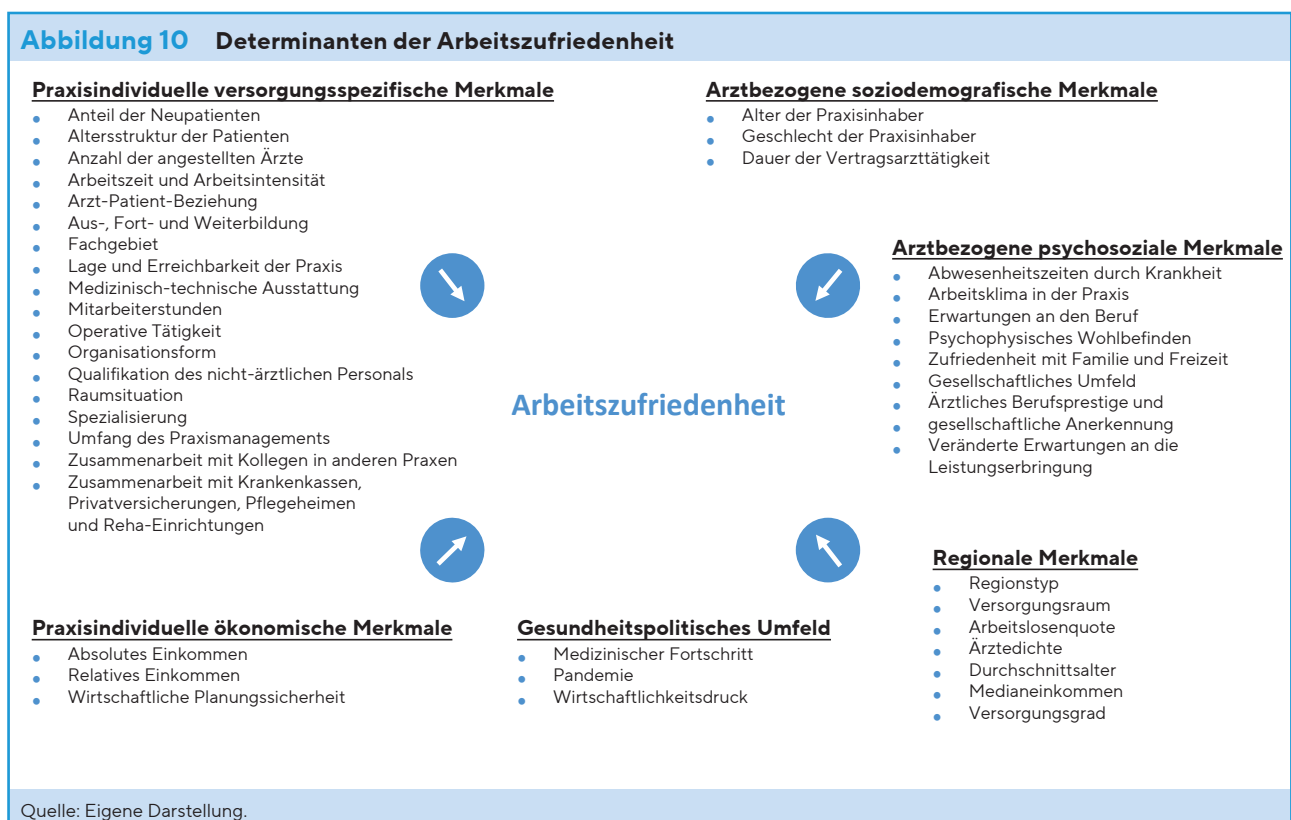 Abbildung 10 Determinanten der Arbeitszufriedenheit
Praxisindividuelle versorgungsspezifische Merkmale
Anteil der Neupatienten
Altersstruktur der Patienten
Anzahl der angestellten Ärzte
Arbeitszeit und Arbeitsintensität
Arzt-Patient-Beziehung
Aus-, Fort- und Weiterbildung
Fachgebiet
Lage und Erreichbarkeit der Praxis
Medizinisch-technische Ausstattung
Mitarbeiterstunden
Operative Tätigkeit
Organisationsform
Qualifikation des nicht-ärztlichen Personals
Raumsituation
Spezialisierung
Umfang des Praxismanagements
Zusammenarbeit mit Kollegen in anderen Praxen
Zusammenarbeit mit Krankenkassen,
Privatversicherungen, Pflegeheimen
und Reha-Einrichtungen
Arztbezogene soziodemografische Merkmale
Alter der Praxisinhaber
Geschlecht der Praxisinhaber
Dauer der Vertragsarzttätigkeit
Arztbezogene psychosoziale Merkmale
Abwesenheitszeiten durch Krankheit
Arbeitsklima in der Praxis
Erwartungen an den Beruf
Psychophysisches Wohlbefinden
Zufriedenheit mit Familie und Freizeit
Gesellschaftliches Umfeld
Ärztliches Berufsprestige und
gesellschaftliche Anerkennung
Veränderte Erwartungen an die
Leistungserbringung
Arbeitszufriedenheit
Praxisindividuelle ökonomische Merkmale
Absolutes Einkommen
Relatives Einkommen
Wirtschaftliche Planungssicherheit
Gesundheitspolitisches Umfeld
Medizinischer Fortschritt
Pandemie
Wirtschaftlichkeitsdruck
Regionale Merkmale
Regionstyp
Versorgungsraum
Arbeitslosenquote
Ärztedichte
Durchschnittsalter
Medianeinkommen
Versorgungsgrad
Quelle: Eigene Darstellung.